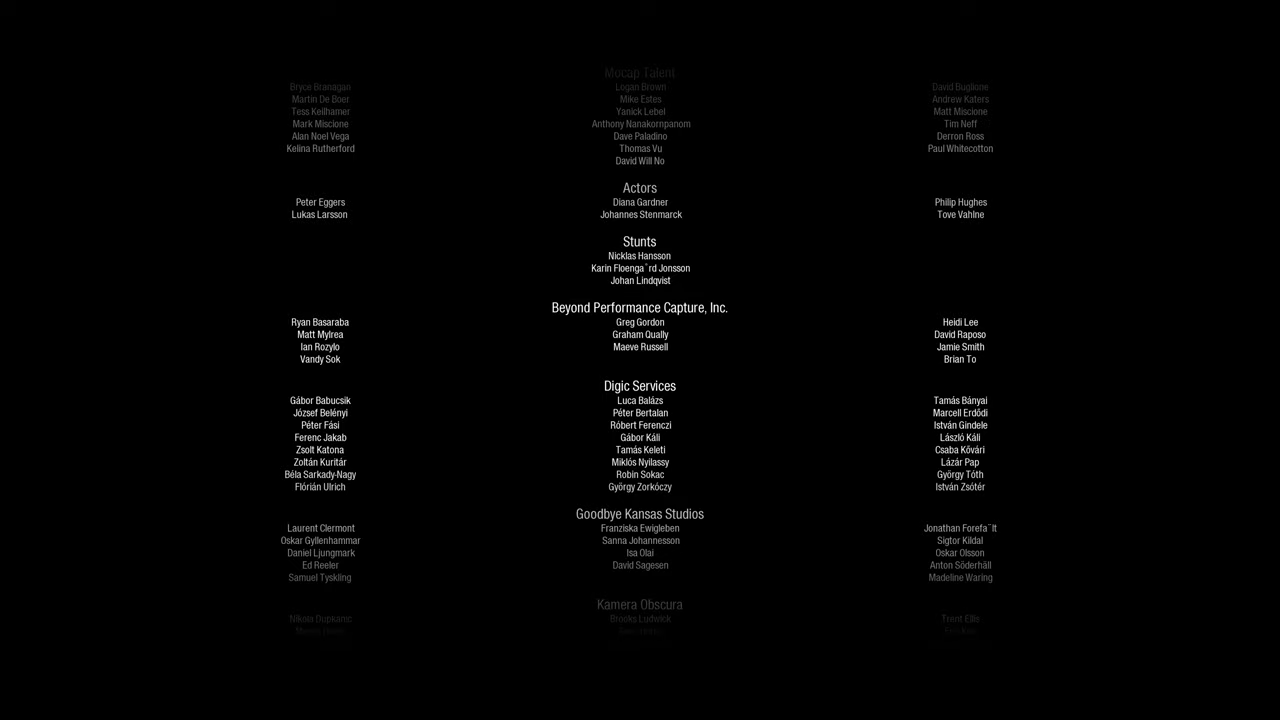 Mocap Talent
Bryce Branagan Logan Brown David Buglione
Martin De Boer Mike Estes Andrew Katers
Tess Keilhamer Yanick Lebel Matt Miscione
Mark Miscione Anthony Nanakornpanom Tim Neff
Alan Noel Vega Dave Paladino Derron Ross
Kelina Rutherford Thomas Vu Paul Whitecotton
David Will No
Actors
Peter Eggers Diana Gardner Philip Hughes
Lukas Larsson Johannes Stenmarck Tove Vahlne
Stunts
Nicklas Hansson
Karin Floenga˚rd Jonsson
Johan Lindqvist
Beyond Performance Capture, Inc.
Ryan Basaraba Greg Gordon Heidi Lee
Matt Mylrea Graham Qually David Raposo
Ian Rozylo Maeve Russell Jamie Smith
Vandy Sok Brian To
Digic Services
Gábor Babucsik Luca Balázs Tamás Bányai
József Belényi Péter Bertalan Marcell Erdődi
Péter Fási Róbert Ferenczi István Gindele
Ferenc Jakab Gábor Káli László Káli
Zsolt Katona Tamás Keleti Csaba Kővári
Zoltán Kuritár Miklós Nyilassy Lázár Pap
Béla Sarkady-Nagy Robin Sokac György Tóth
Flórián Ulrich György Zorkóczy István Zsótér
Goodbye Kansas Studios
Laurent Clermont Franziska Ewigleben Jonathan Forefa¨lt
Oskar Gyllenhammar Sanna Johannesson Sigtor Kildal
Daniel Ljungmark Isa Olai Oskar Olsson
Ed Reeler David Sagesen Anton Söderhäll
Samuel Tyskling Madeline Waring
Kamera Obscura
Nikola Dupkanic Brooks Ludwick Trent Ellis